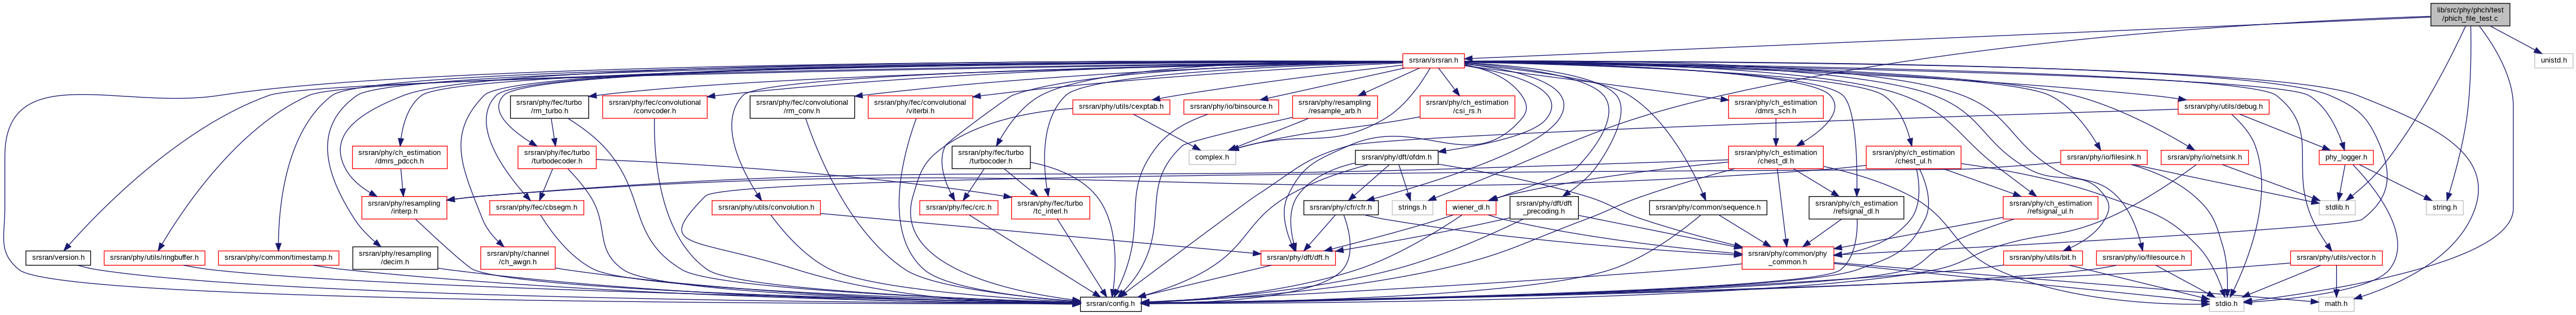 lib/src/phy/phch/test
/phich_file_test.c
srsran/srsran.h
unistd.h
srsran/phy/fec/turbo
/rm_turbo.h
srsran/phy/fec/convolutional
/convcoder.h
srsran/phy/fec/convolutional
/rm_conv.h
srsran/phy/fec/convolutional
/viterbi.h
srsran/phy/utils/cexptab.h
srsran/phy/io/binsource.h
srsran/phy/resampling
/resample_arb.h
srsran/phy/ch_estimation
/csi_rs.h
srsran/phy/ch_estimation
/dmrs_sch.h
srsran/phy/utils/debug.h
srsran/phy/ch_estimation
/dmrs_pdcch.h
srsran/phy/fec/turbo
/turbodecoder.h
srsran/phy/fec/turbo
/turbocoder.h
complex.h
srsran/phy/dft/ofdm.h
srsran/phy/ch_estimation
/chest_dl.h
srsran/phy/ch_estimation
/chest_ul.h
srsran/phy/io/filesink.h
srsran/phy/io/netsink.h
phy_logger.h
srsran/phy/resampling
/interp.h
srsran/phy/fec/cbsegm.h
srsran/phy/utils/convolution.h
srsran/phy/fec/crc.h
srsran/phy/fec/turbo
/tc_interl.h
srsran/phy/cfr/cfr.h
strings.h
wiener_dl.h
srsran/phy/dft/dft
_precoding.h
srsran/phy/common/sequence.h
srsran/phy/ch_estimation
/refsignal_dl.h
srsran/phy/ch_estimation
/refsignal_ul.h
stdlib.h
string.h
srsran/version.h
srsran/phy/utils/ringbuffer.h
srsran/phy/common/timestamp.h
srsran/phy/resampling
/decim.h
srsran/phy/channel
/ch_awgn.h
srsran/phy/dft/dft.h
srsran/phy/common/phy
_common.h
srsran/phy/utils/bit.h
srsran/phy/io/filesource.h
srsran/phy/utils/vector.h
srsran/config.h
stdio.h
math.h